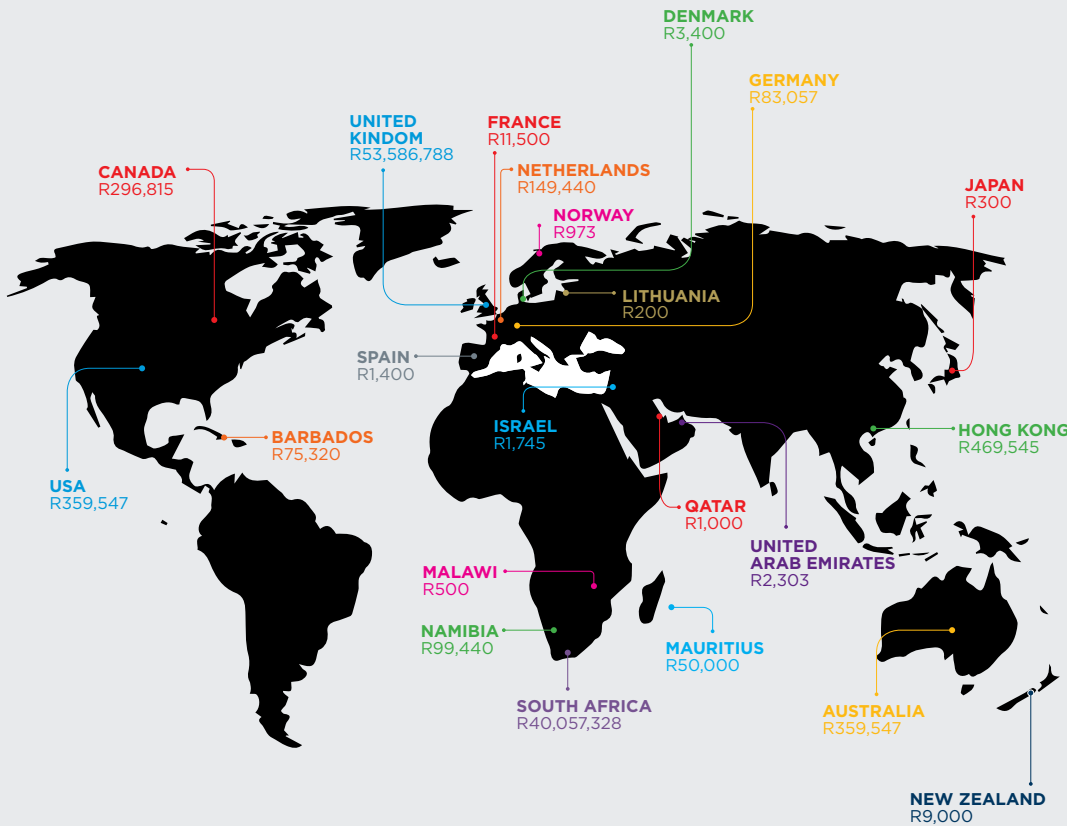 DENMARK
R3,400
GERMANY
R83,057
UNITED
KINDOM
R53,586,788
FRANCE
R11,500
CANADA
R296,815
NETHERLANDS
R149,440
JAPAN
R300
NORWAY
R973
LITHUANIA
R200
SPAIN
R1,400
ISRAEL
R1,745
BARBADOS
R75,320
HONG KONG
R469,545
USA
R359,547
QATAR
R1,000
UNITED
ARAB EMIRATES
R2,303
MALAWI
R500
NAMIBIA
R99,440
MAURITIUS
R50,000
SOUTH AFRICA
R40,057,328
AUSTRALIA
R359,547
NEW ZEALAND
R9,000